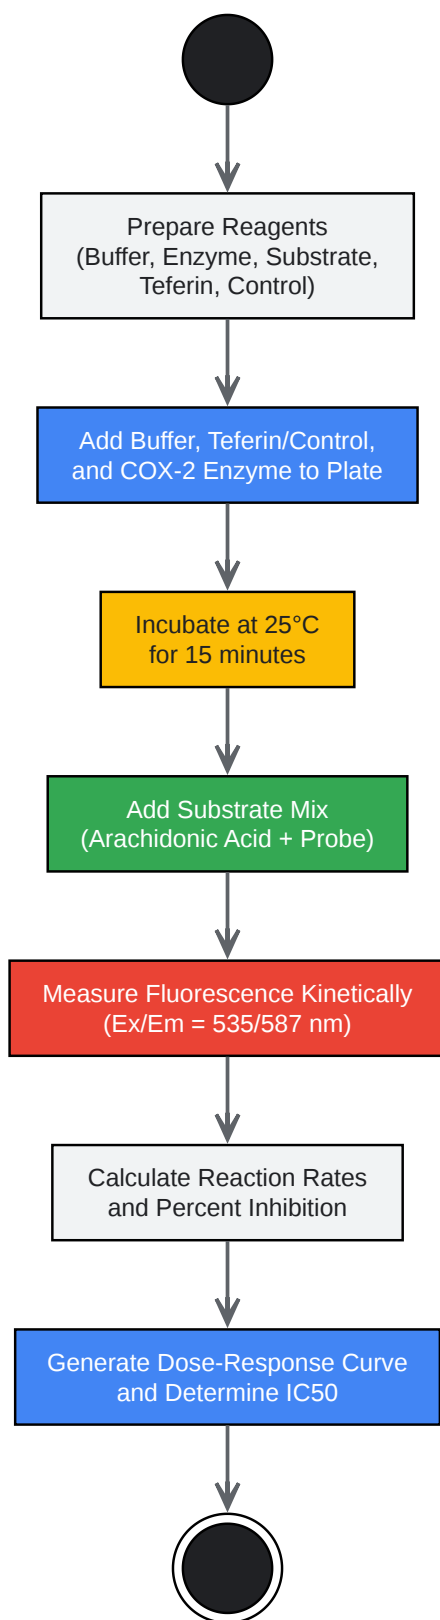 Prepare Reagents
(Buffer, Enzyme, Substrate,
Teferin, Control)
Add Buffer, Teferin/Control,
and COX-2 Enzyme to Plate
Incubate at 25°C
for 15 minutes
Add Substrate Mix
(Arachidonic Acid + Probe)
Measure Fluorescence Kinetically
(Ex/Em = 535/587 nm)
Calculate Reaction Rates
and Percent Inhibition
Generate Dose-Response Curve
and Determine IC50